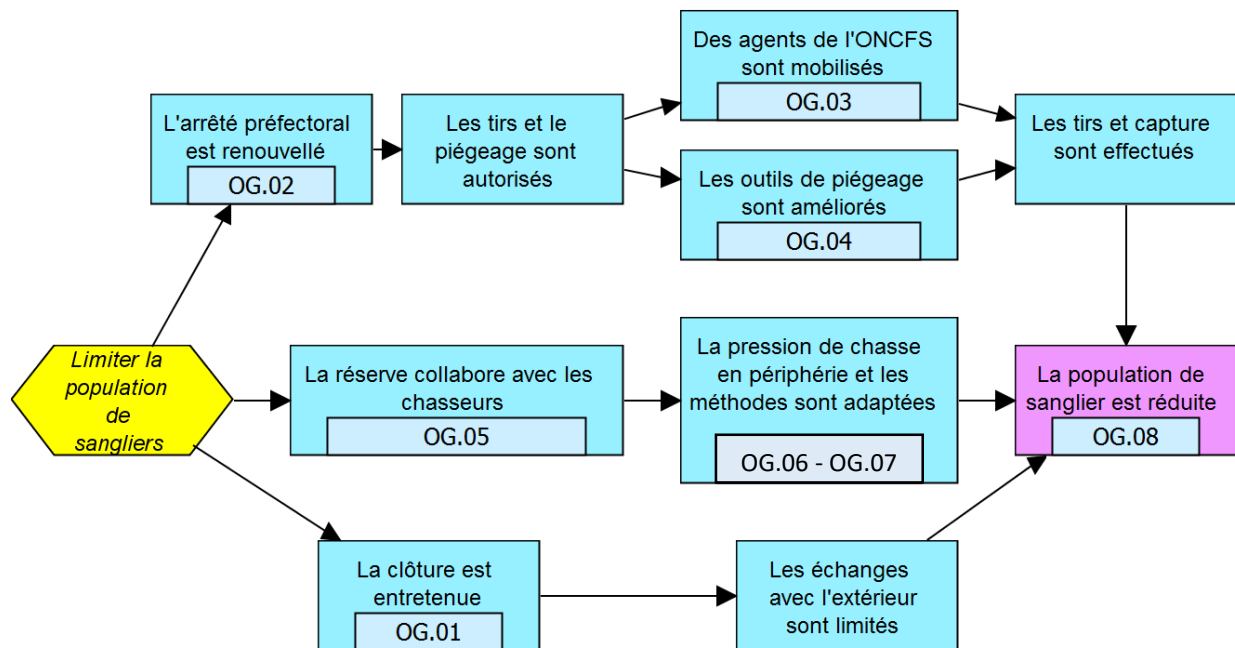 Des agents de l'ONCFS
sont mobilisés
OG.03
L'arrêté préfectoral
est renouvellé
OG.02
Les tirs et le
piégeage sont
autorisés
Les tirs et capture
sont effectués
Les outils de piégeage
sont améliorés
OG.04
Limiter la
population
de
sangliers
La réserve collabore avec les
chasseurs
OG.05
La pression de chasse
en périphérie et les
méthodes sont adaptées
OG.06 - OG.07
La population de
sanglier est réduite
OG.08
La clôture est
entretenue
OG.01
Les échanges
avec l'extérieur
sont limités